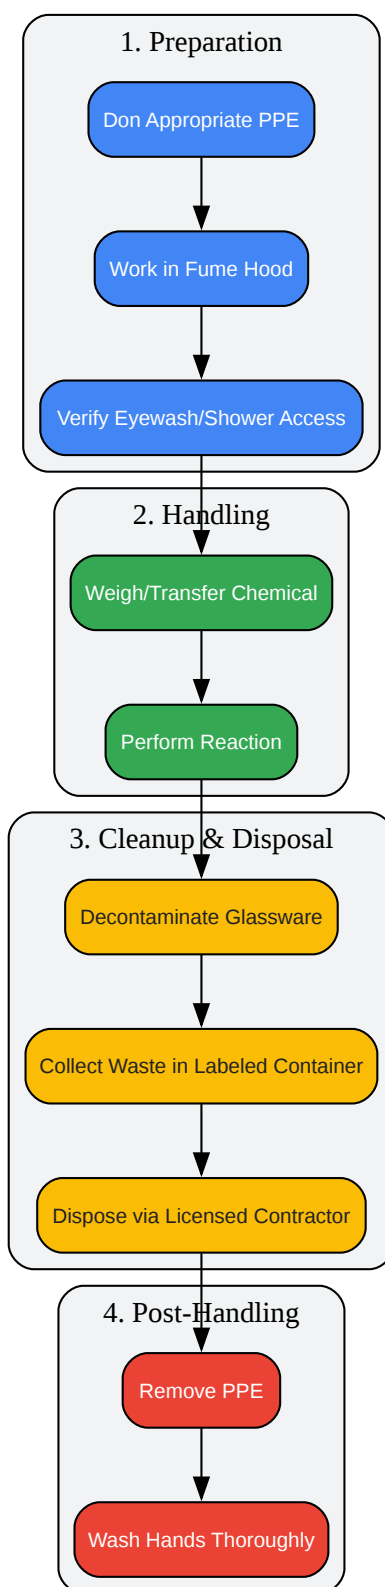 1. Preparation
Don Appropriate PPE
Work in Fume Hood
Verify Eyewash/Shower Access
2. Handling
Weigh/Transfer Chemical
Perform Reaction
3. Cleanup & Disposal
Decontaminate Glassware
Collect Waste in Labeled Container
Dispose via Licensed Contractor
4. Post-Handling
Remove PPE
Wash Hands Thoroughly